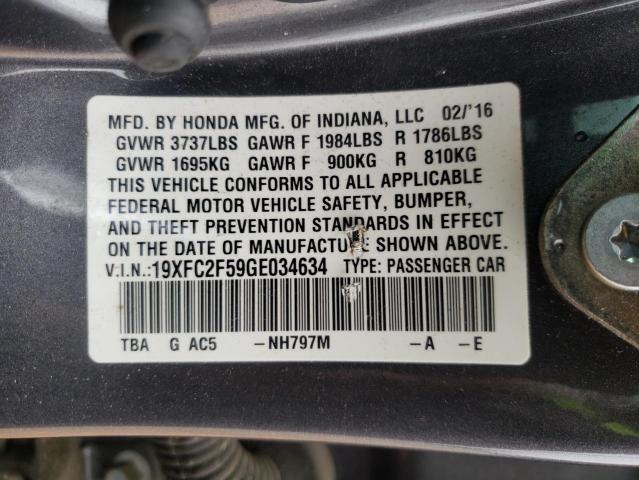 MFD. BY HONDA MFG. OF INDIANA, LLC 02/'16
GVWR 3737LBS GAWR F 1984LBS R 1786LBS
GVWR 1695KG GAWR F 900KG R 810KG
THIS VEHICLE CONFORMS TO ALL APPLICABLE
FEDERAL MOTOR VEHICLE SAFETY, BUMPER,
AND THEFT PREVENTION STANDARDS IN EFFECT
ON THE DATE OF MANUFACTURE SHOWN ABOVE.
V.I.N.:19XFC2F59GE034634 TYPE: PASSENGER CAR
TBA G AC5 -NH797M -A -E